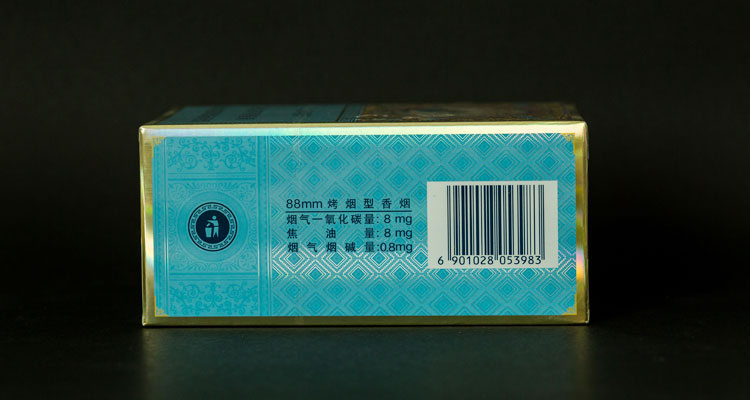 88mm 烤烟型香烟
烟气一氧化碳量: 8 mg
焦油量: 8 mg
烟气烟碱量:0.8mg
6 901028 053983